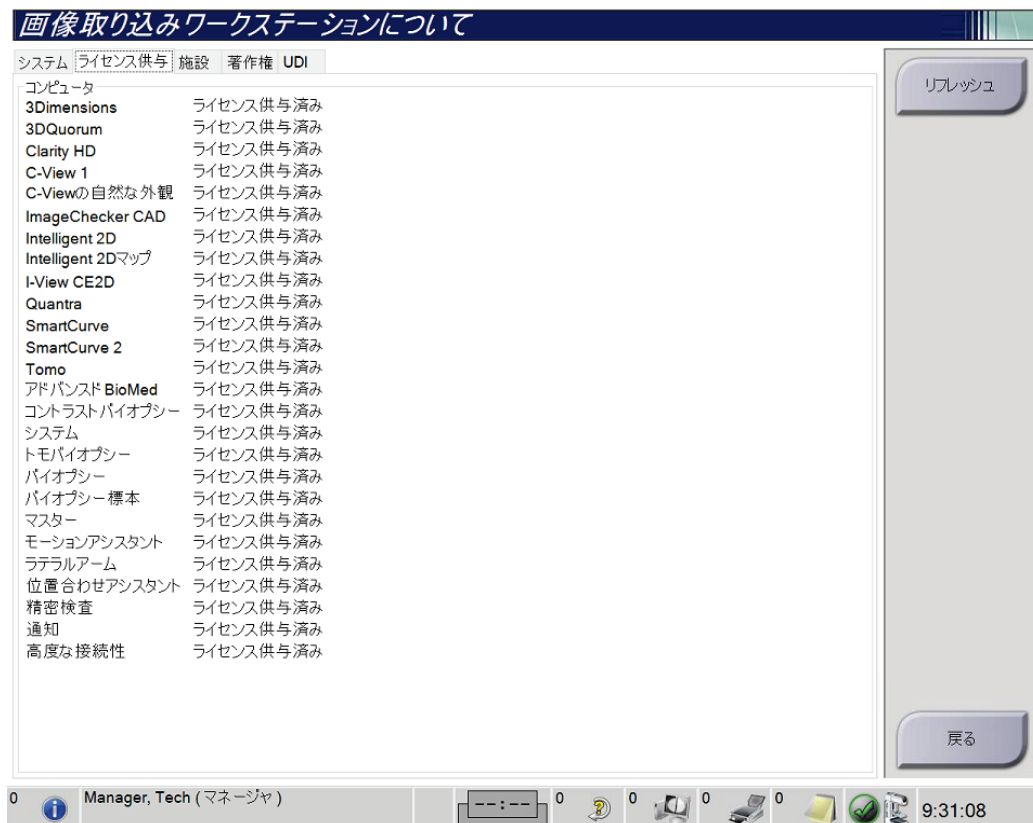 画像取り込みワークステーションについて
システム ライセンス供与 施設 著作権 UDI
コンピュータ
3Dimensions ライセンス供与済み
3DQuorum ライセンス供与済み
Clarity HD ライセンス供与済み
C-View 1 ライセンス供与済み
C-Viewの自然な外観 ライセンス供与済み
ImageChecker CAD ライセンス供与済み
Intelligent 2D ライセンス供与済み
Intelligent 2Dマップ ライセンス供与済み
I-View CE2D ライセンス供与済み
Quantra ライセンス供与済み
SmartCurve ライセンス供与済み
SmartCurve 2 ライセンス供与済み
Tomo ライセンス供与済み
アドバンスド BioMed ライセンス供与済み
コントラストバイオプシー ライセンス供与済み
システム ライセンス供与済み
トモバイオプシー ライセンス供与済み
バイオプシー ライセンス供与済み
バイオプシー標本 ライセンス供与済み
マスター ライセンス供与済み
モーションアシスタント ライセンス供与済み
ラテラルアーム ライセンス供与済み
位置合わせアシスタント ライセンス供与済み
精密検査 ライセンス供与済み
通知 ライセンス供与済み
高度な接続性 ライセンス供与済み
リフレッシュ
戻る
0 Manager, Tech (マネージャ) --:-- 0 0 0 0 9:31:08